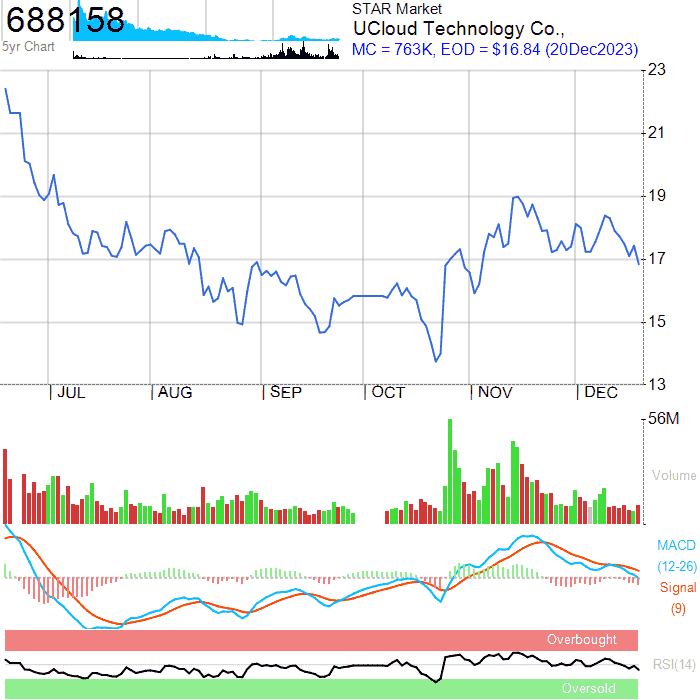 688158
5yr Chart
STAR Market
UCloud Technology Co.,
MC = 763K, EOD = $16.84 (20Dec2023)
23
21
19
17
15
13
JUL
AUG
SEP
OCT
NOV
DEC
56M
Volume
MACD
(12-26)
Signal
(9)
Overbought
RSI(14)
Oversold